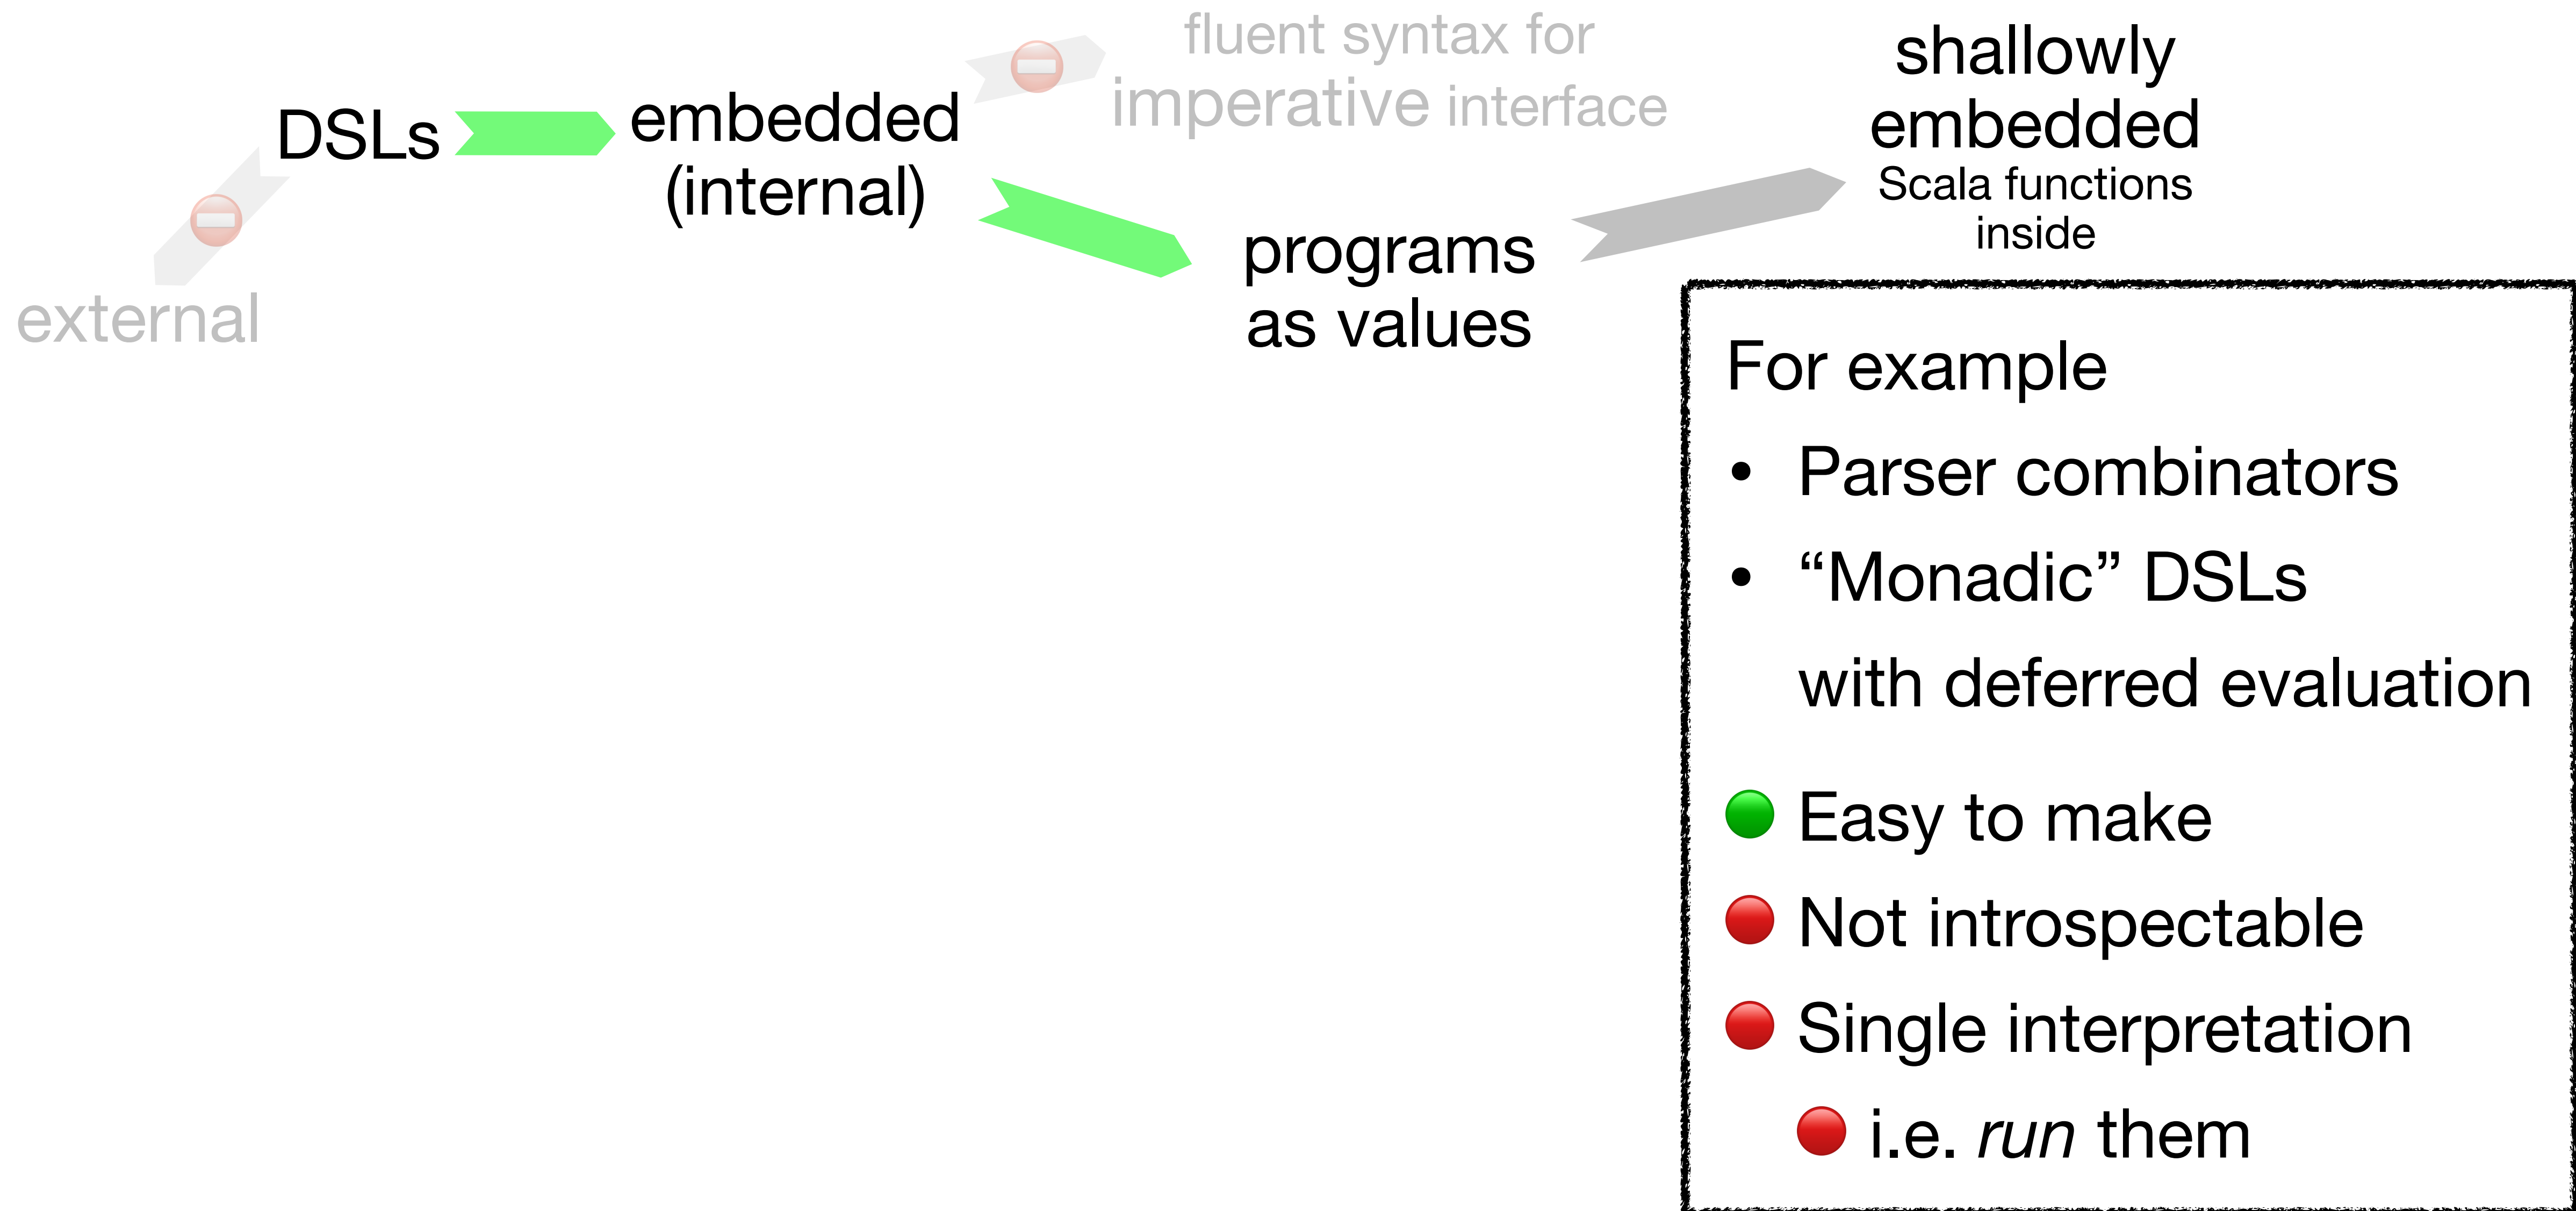 DSLs
external
embedded
(internal)
fluent syntax for
imperative interface
programs
as values
shallowly
embedded
Scala functions
inside
For example
• Parser combinators
• “Monadic” DSLs
with deferred evaluation
Easy to make
Not introspectable
Single interpretation
i.e. run them